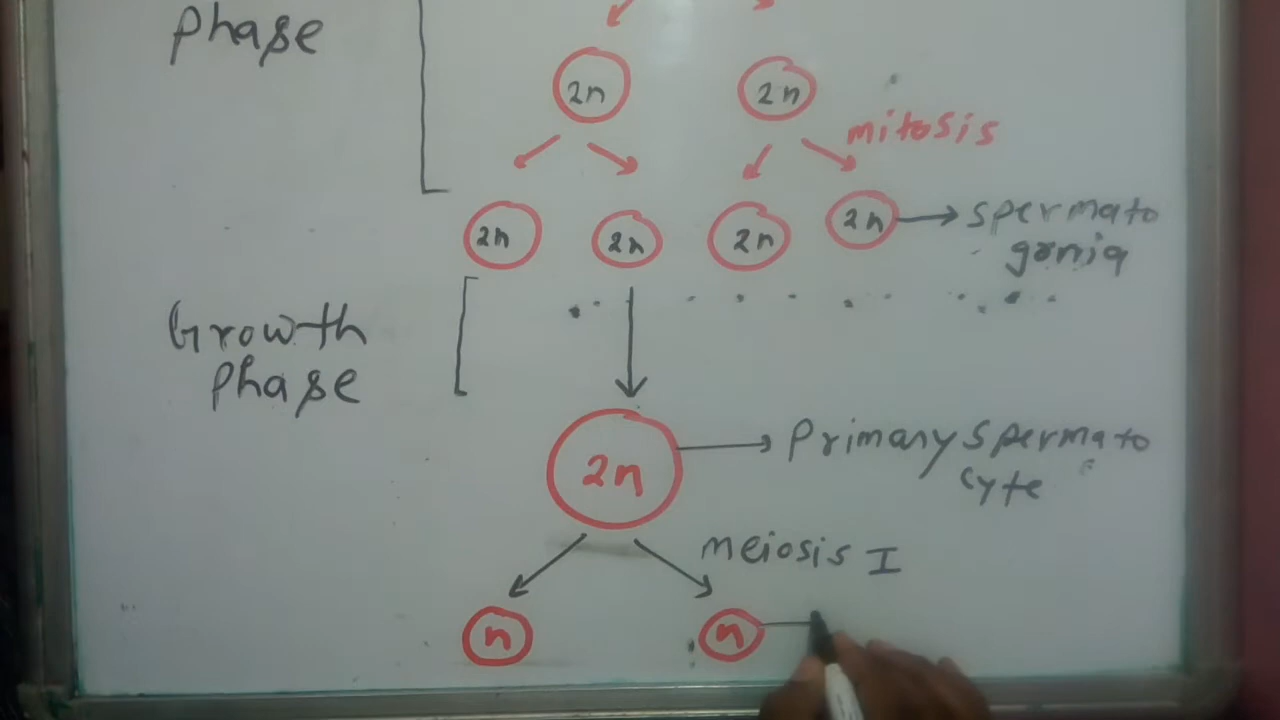 phase
2n 2n
mitosis
2n 2n 2n 2n spermato
gonia
Growth
phase
2n Primary spermato
cyte
meiosis I
n n